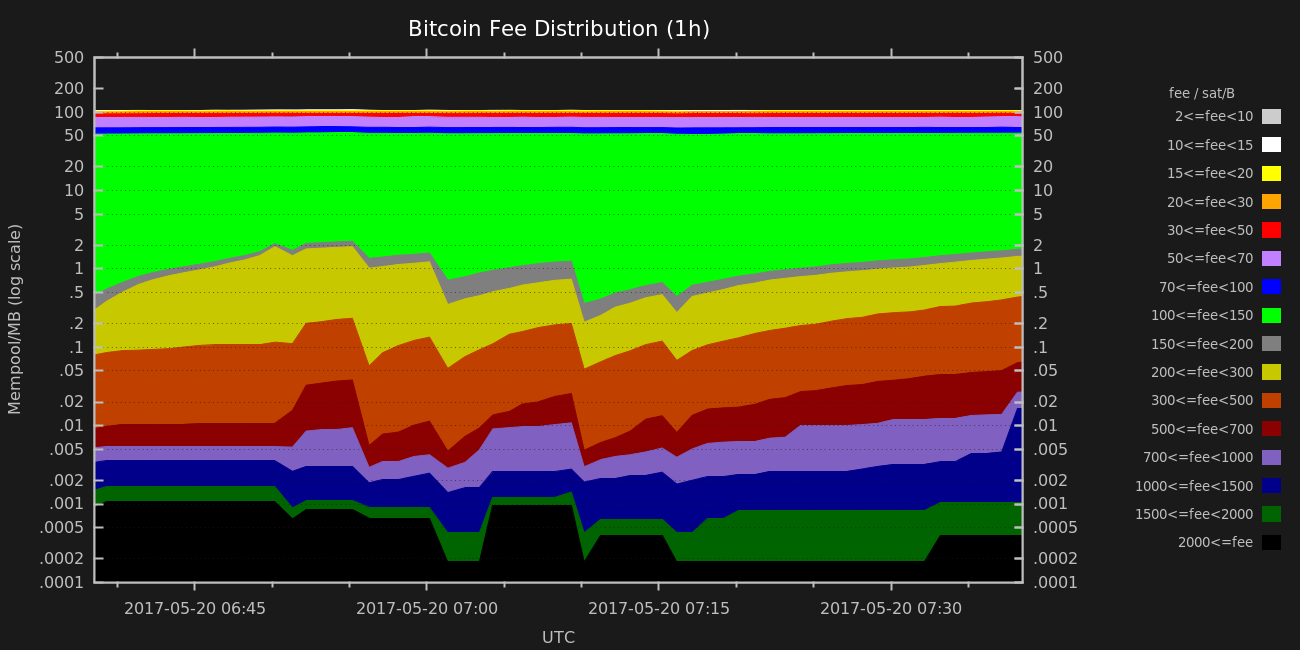 Bitcoin Fee Distribution (1h)
500
200
100
50
20
10
5
2
1
.5
.2
.1
.05
.02
.01
.005
.002
.001
.0005
.0002
.0001
Mempool/MB (log scale)
500
200
100
50
20
10
5
2
1
.5
.2
.1
.05
.02
.01
.005
.002
.001
.0005
.0002
.0001
fee / sat/B
2<=fee<10
10<=fee<15
15<=fee<20
20<=fee<30
30<=fee<50
50<=fee<70
70<=fee<100
100<=fee<150
150<=fee<200
200<=fee<300
300<=fee<500
500<=fee<700
700<=fee<1000
1000<=fee<1500
1500<=fee<2000
2000<=fee
2017-05-20 06:45 2017-05-20 07:00 2017-05-20 07:15 2017-05-20 07:30
UTC